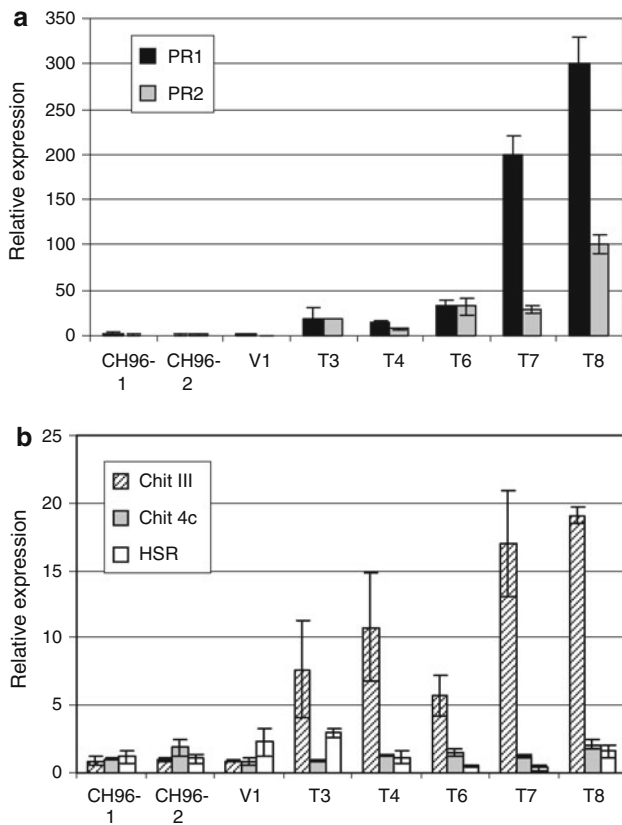 a
350
300
250
200
150
100
50
0
Relative expression
PR1
PR2
CH96-1 CH96-2 V1 T3 T4 T6 T7 T8
b
25
20
15
10
5
0
Relative expression
Chit III
Chit 4c
HSR
CH96-1 CH96-2 V1 T3 T4 T6 T7 T8